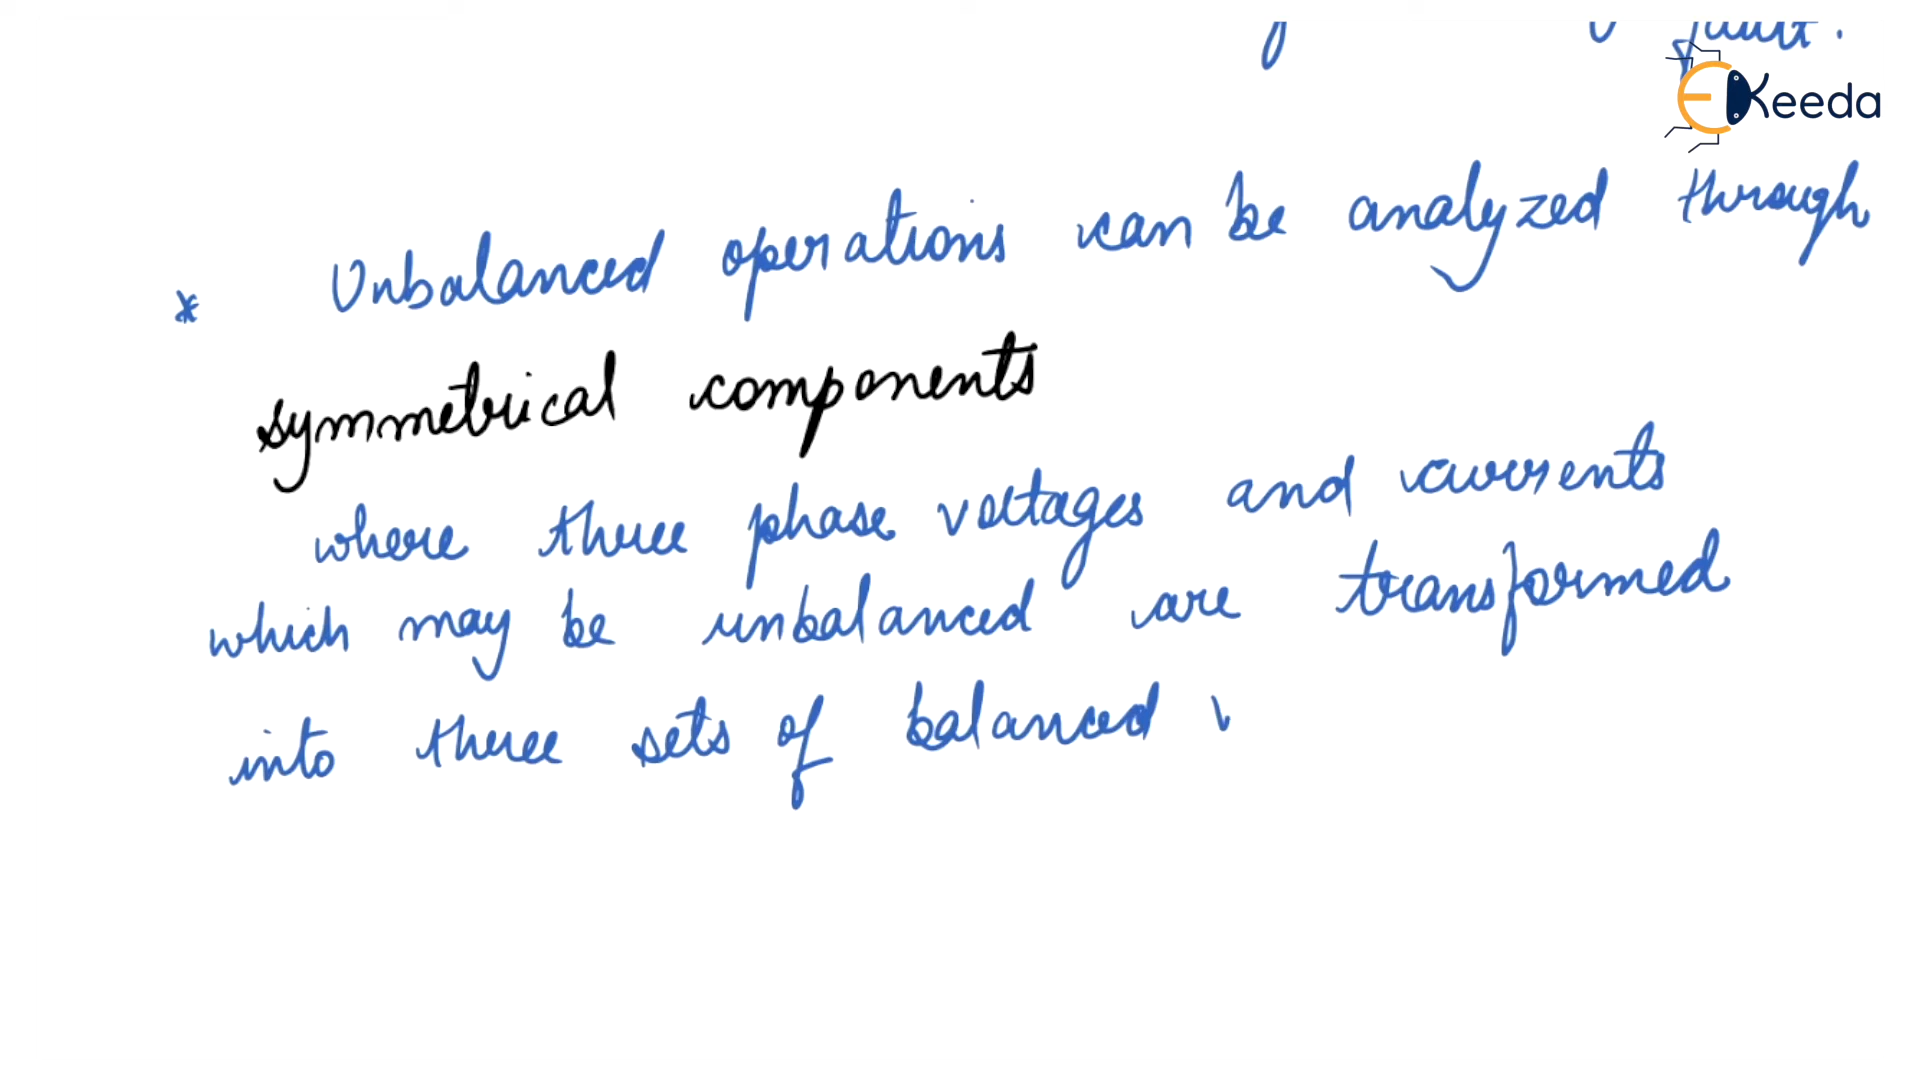 fault.
EKeeda
* Unbalanced operations can be analyzed through
symmetrical components
where three phase voltages and currents
which may be unbalanced are transformed
into three sets of balanced